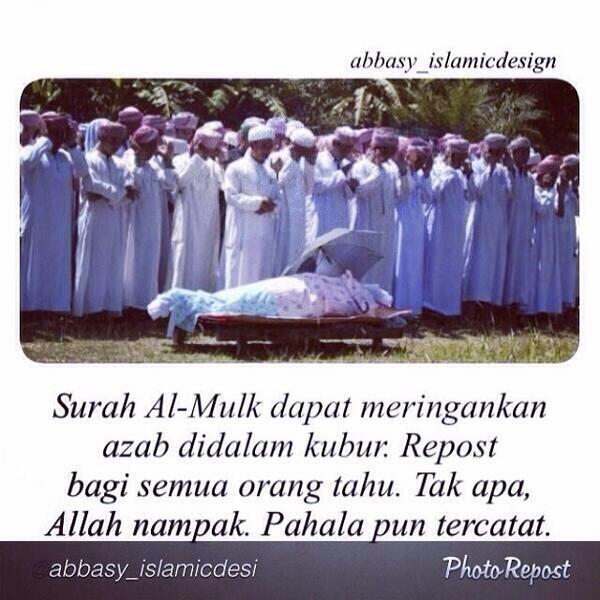 abbasy_islamicdesign
Surah Al-Mulk dapat meringankan
azab didalam kubur. Repost
bagi semua orang tahu. Tak apa,
Allah nampak. Pahala pun tercatat.
@abbasy_islamicdesi PhotoRepost